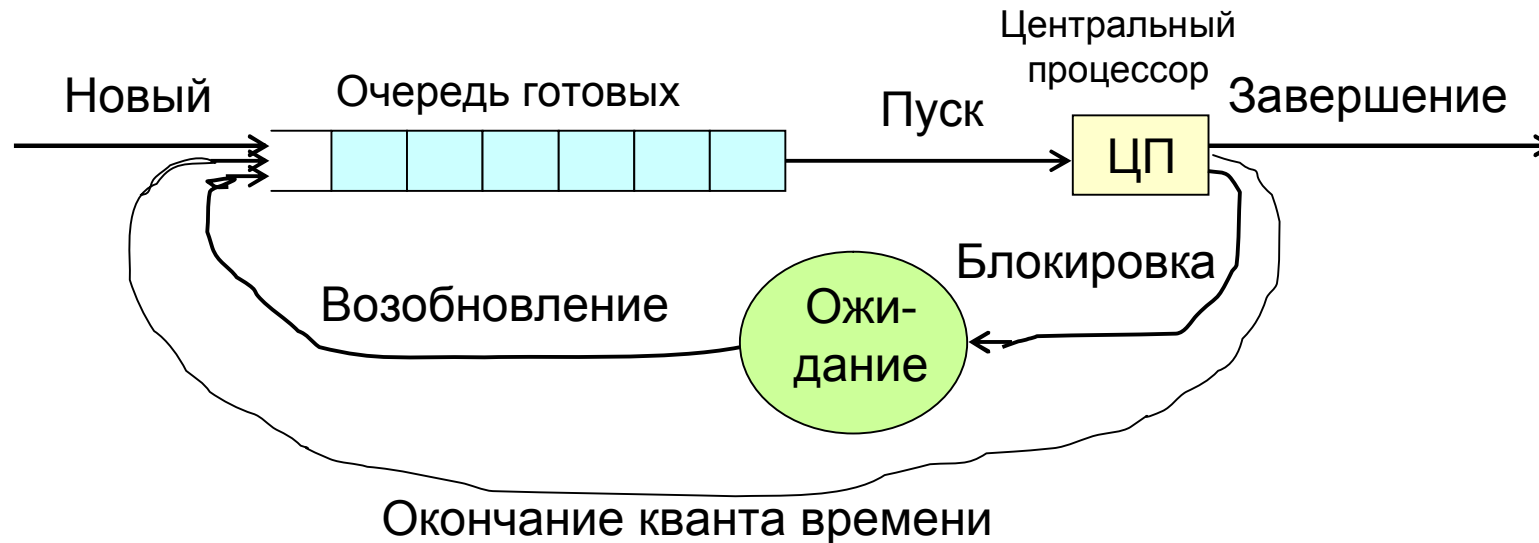 Новый
Очередь готовых
Пуск
Центральный
процессор
Завершение
ЦП
Возобновление
Ожи-
дание
Блокировка
Окончание кванта времени